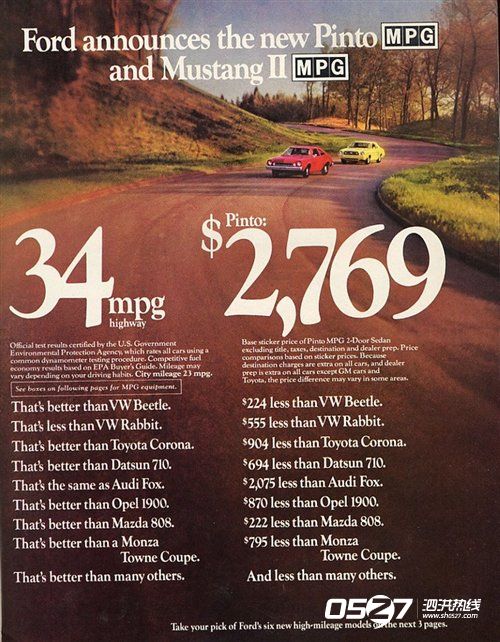 Ford announces the new Pinto MPG
and Mustang II MPG
34 mpg
highway
Pinto:
$2,769
Official test results certified by the U.S. Government
Environmental Protection Agency, which rates all cars using a
common dynamometer testing procedure. Competitive fuel
economy results based on EPA Buyer's Guide. Mileage may
vary depending on your driving habits. City mileage 23 mpg.
See boxes on following pages for MPG equipment.
Base sticker price of Pinto MPG 2-Door Sedan
excluding title, taxes, destination and dealer prep. Price
comparisons based on sticker prices. Because
destination charges are extra on all cars, and dealer
prep is extra on all cars except GM cars and
Toyota, the price difference may vary in some areas.
That's better than VW Beetle.
That's less than VW Rabbit.
That's better than Toyota Corona.
That's better than Datsun 710.
That's the same as Audi Fox.
That's better than Opel 1900.
That's better than Mazda 808.
That's better than a Monza
Towne Coupe.
That's better than many others.
$224 less than VW Beetle.
$555 less than VW Rabbit.
$904 less than Toyota Corona.
$694 less than Datsun 710.
$2,075 less than Audi Fox.
$870 less than Opel 1900.
$222 less than Mazda 808.
$795 less than Monza
Towne Coupe.
And less than many others.
0527 泗洪热线
www.sh0527.com
Take your pick of Ford's six new high-mileage models on the next 3 pages.